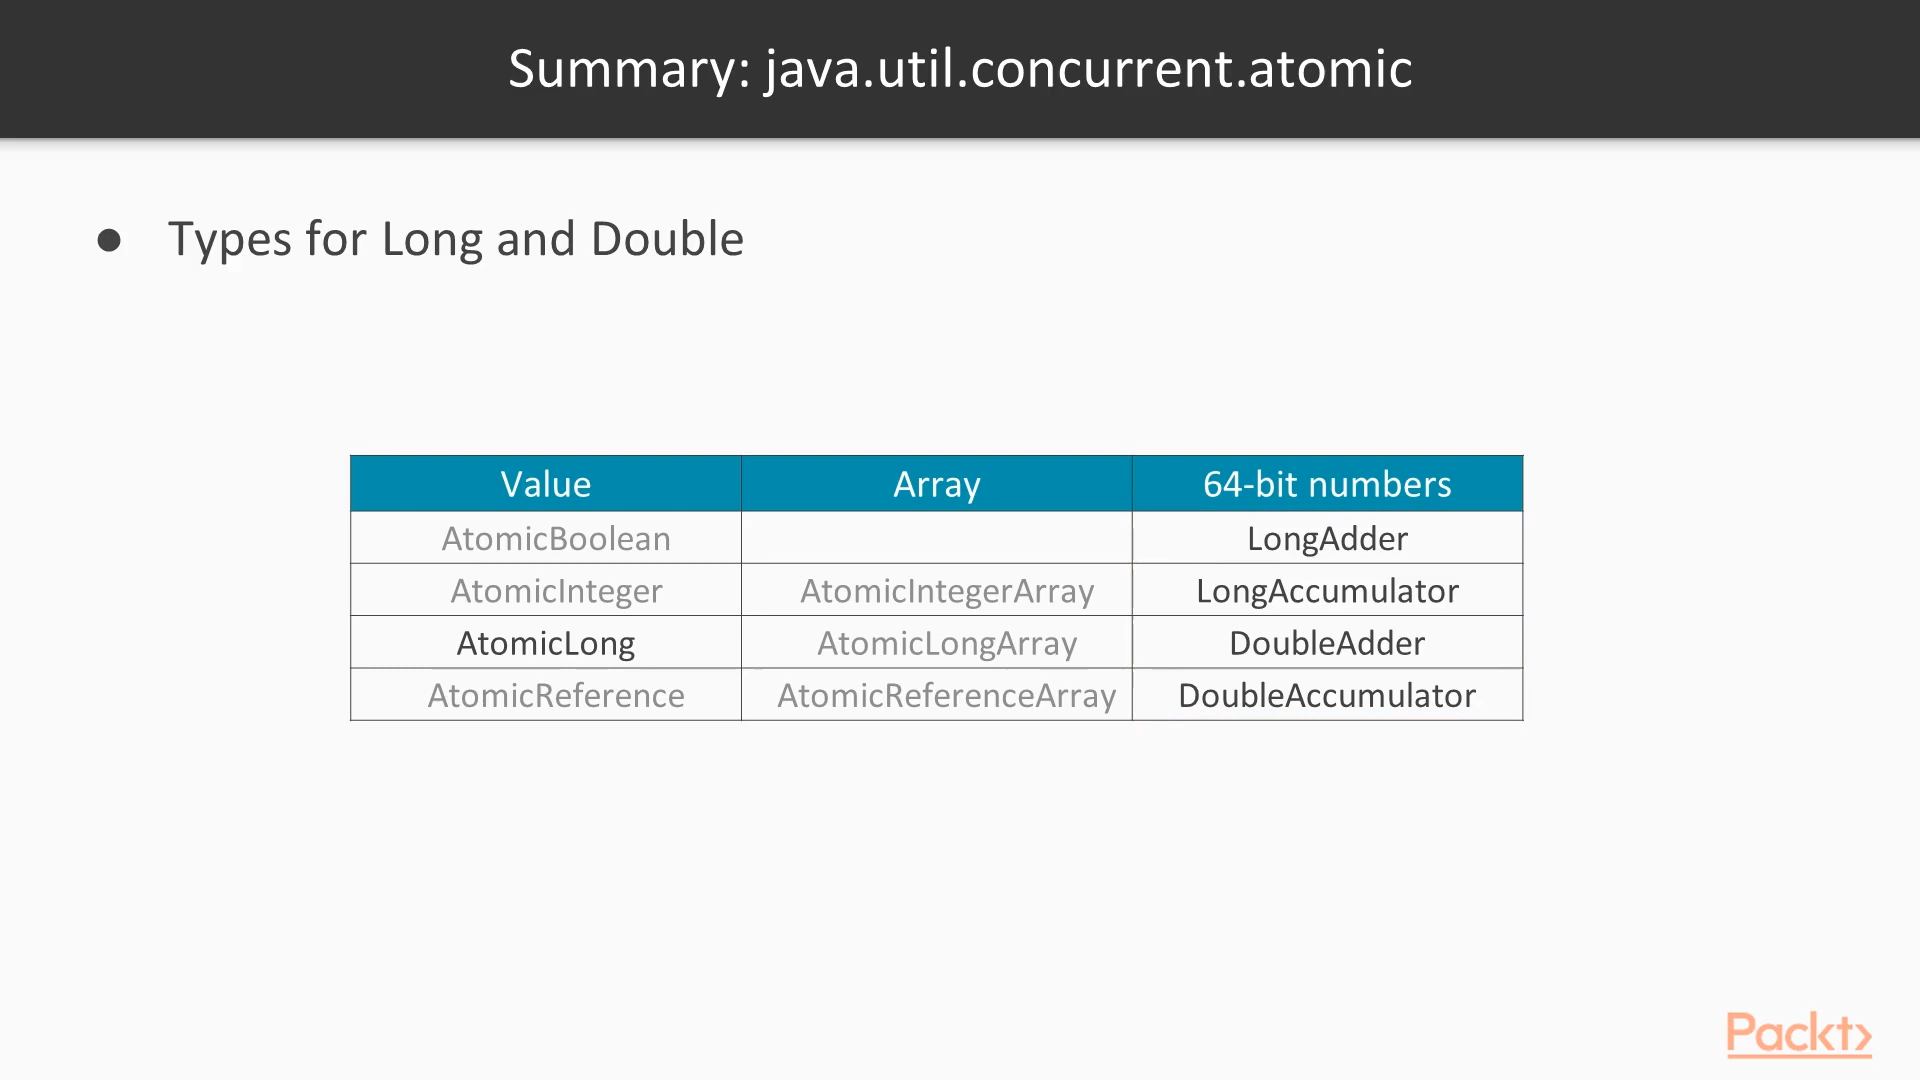 Summary: java.util.concurrent.atomic
● Types for Long and Double
Value Array 64-bit numbers
AtomicBoolean LongAdder
AtomicInteger AtomicIntegerArray LongAccumulator
AtomicLong AtomicLongArray DoubleAdder
AtomicReference AtomicReferenceArray DoubleAccumulator
Packt>